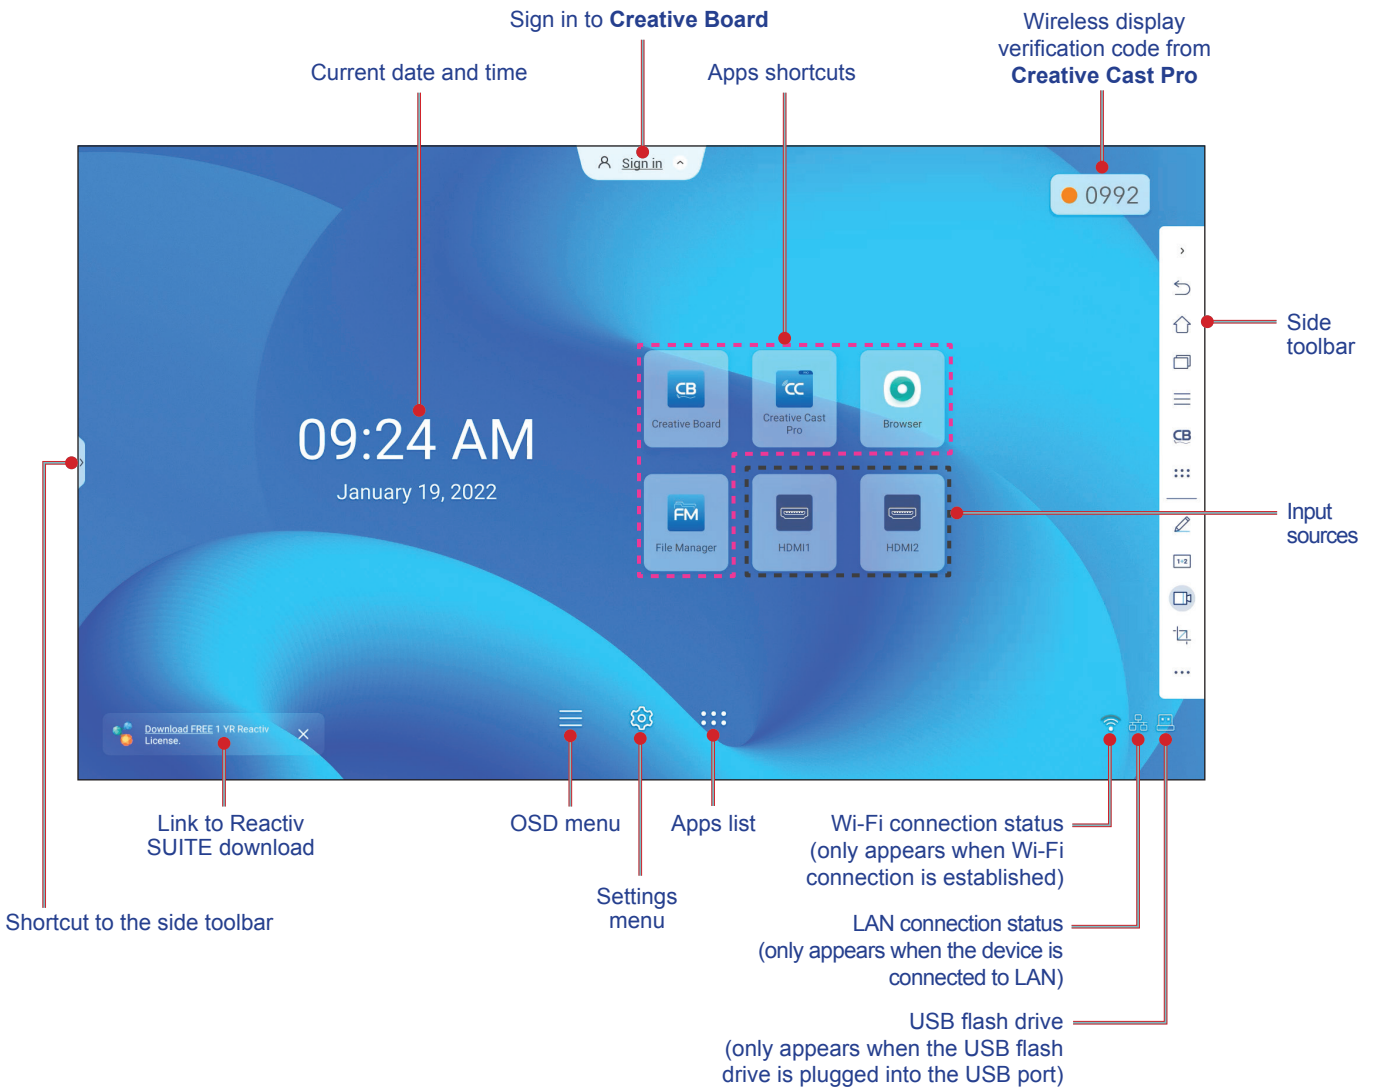 Sign in to Creative Board
Wireless display
verification code from
Creative Cast Pro
Current date and time
Apps shortcuts
Sign in
0992
Side
toolbar
CB
Creative Board
CC
Creative Cast
Pro
Browser
CB
09:24 AM
January 19, 2022
FM
File Manager
HDMI1
HDMI2
Input
sources
1=2
Download FREE 1 YR Reactiv
License.
Link to Reactiv
SUITE download
OSD menu
Apps list
Settings
menu
Shortcut to the side toolbar
Wi-Fi connection status
(only appears when Wi-Fi
connection is established)
LAN connection status
(only appears when the device is
connected to LAN)
USB flash drive
(only appears when the USB flash
drive is plugged into the USB port)